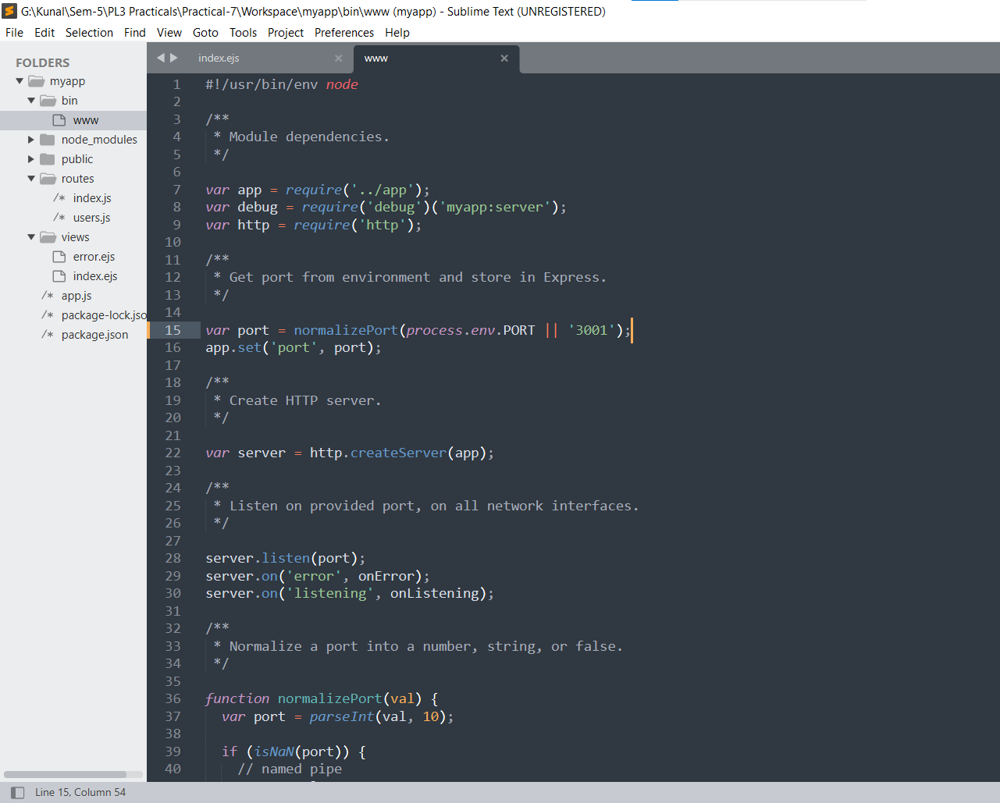 G:\Kunal\Sem-5\PL3 Practicals\Practical-7\Workspace\myapp\bin\www (myapp) - Sublime Text (UNREGISTERED)
File Edit Selection Find View Goto Tools Project Preferences Help
FOLDERS
myapp
bin
www
node_modules
public
routes
/* index.js
/* users.js
views
error.ejs
index.ejs
/* app.js
/* package-lock.jso
/* package.json
index.ejs × www ×
1 #!/usr/bin/env node
2
3 /**
4  * Module dependencies.
5  */
6
7 var app = require('../app');
8 var debug = require('debug')('myapp:server');
9 var http = require('http');
10
11 /**
12  * Get port from environment and store in Express.
13  */
14
15 var port = normalizePort(process.env.PORT || '3001');
16 app.set('port', port);
17
18 /**
19  * Create HTTP server.
20  */
21
22 var server = http.createServer(app);
23
24 /**
25  * Listen on provided port, on all network interfaces.
26  */
27
28 server.listen(port);
29 server.on('error', onError);
30 server.on('listening', onListening);
31
32 /**
33  * Normalize a port into a number, string, or false.
34  */
35
36 function normalizePort(val) {
37   var port = parseInt(val, 10);
38
39   if (isNaN(port)) {
40     // named pipe
Line 15, Column 54